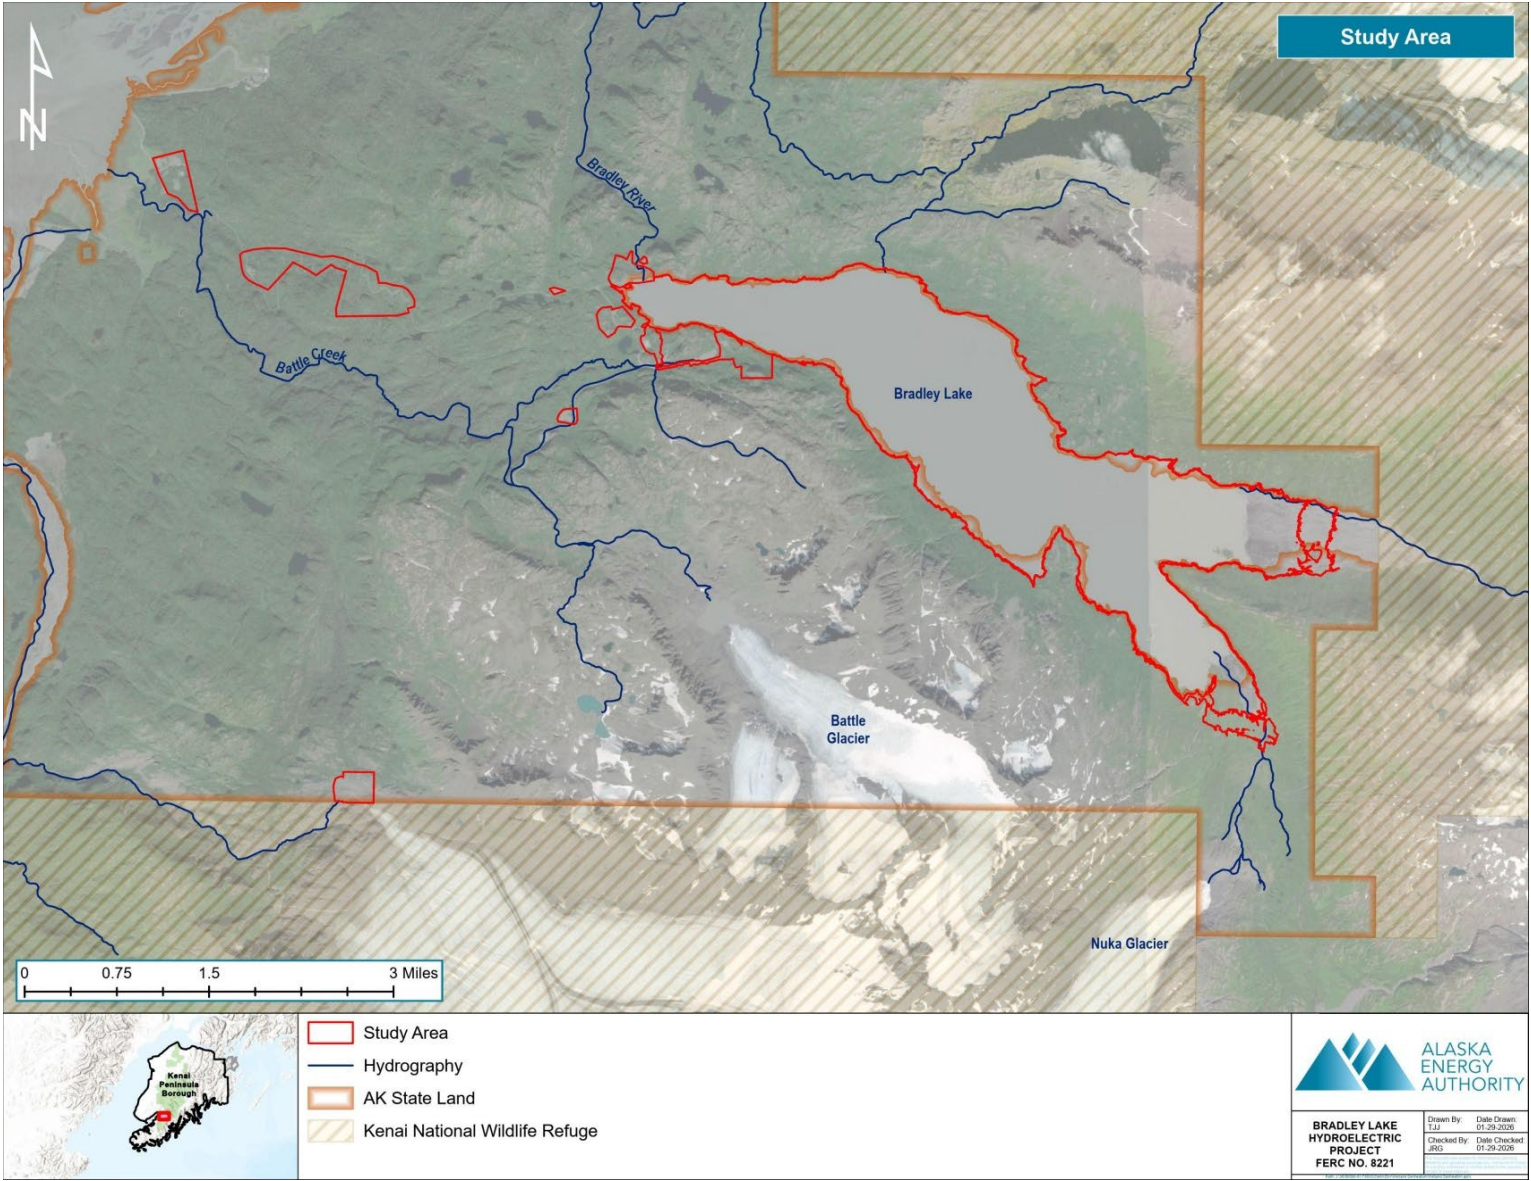 Study Area
N
Bradley River
Battle Creek
Bradley Lake
Battle
Glacier
Nuka Glacier
0 0.75 1.5 3 Miles
Kenai
Peninsula
Borough
Study Area
Hydrography
AK State Land
Kenai National Wildlife Refuge
ALASKA
ENERGY
AUTHORITY
BRADLEY LAKE
HYDROELECTRIC
PROJECT
FERC NO. 8221
Drawn By: Date Drawn:
TJJ 01-29-2026
Checked By: Date Checked:
JRG 01-29-2026